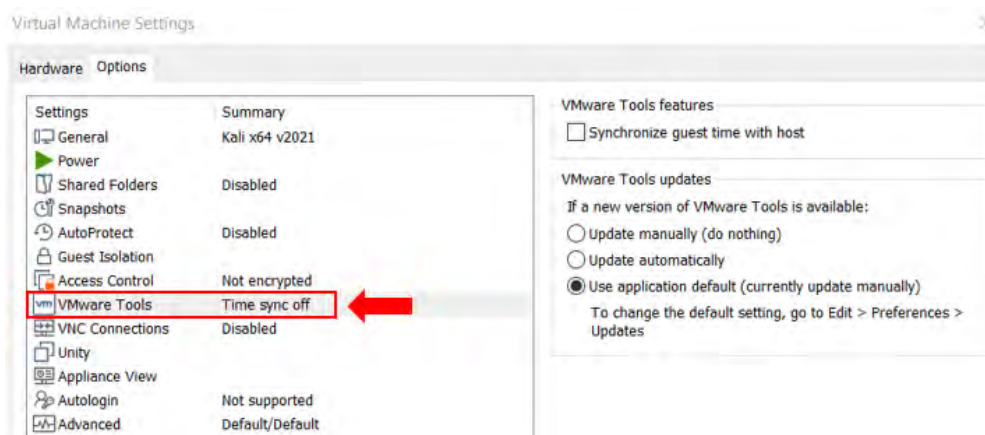 Virtual Machine Settings
Hardware Options
Settings Summary
General Kali x64 v2021
Power
Shared Folders Disabled
Snapshots
AutoProtect Disabled
Guest Isolation
Access Control Not encrypted
vm VMware Tools Time sync off
VNC Connections Disabled
Unity
Appliance View
Autologin Not supported
Advanced Default/Default
VMware Tools features
Synchronize guest time with host
VMware Tools updates
If a new version of VMware Tools is available:
Update manually (do nothing)
Update automatically
Use application default (currently update manually)
To change the default setting, go to Edit > Preferences >
Updates